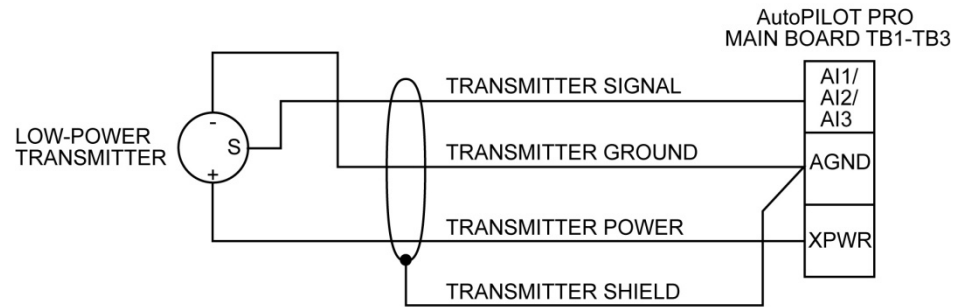 AutoPILOT PRO
MAIN BOARD TB1-TB3
TRANSMITTER SIGNAL
AI1/
AI2/
AI3
-
LOW-POWER
TRANSMITTER
S
+
TRANSMITTER GROUND
AGND
TRANSMITTER POWER
XPWR
TRANSMITTER SHIELD